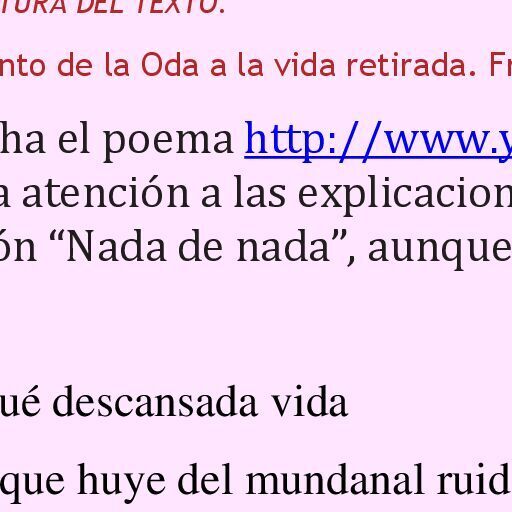 TURA DEL TEXTO.
nto de la Oda a la vida retirada. Fr
ha el poema http://www.y
a atención a las explicacion
ón “Nada de nada”, aunque
ué descansada vida
que huye del mundanal ruid